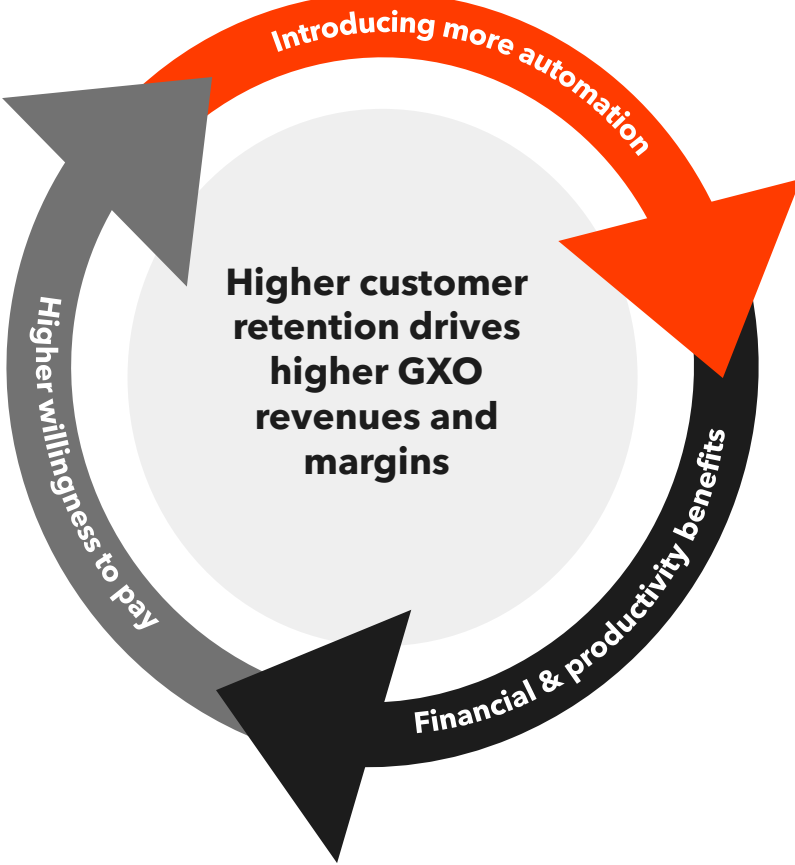 Introducing more automation
Higher customer
retention drives
higher GXO
revenues and
margins
Financial & productivity benefits
Higher willingness to pay